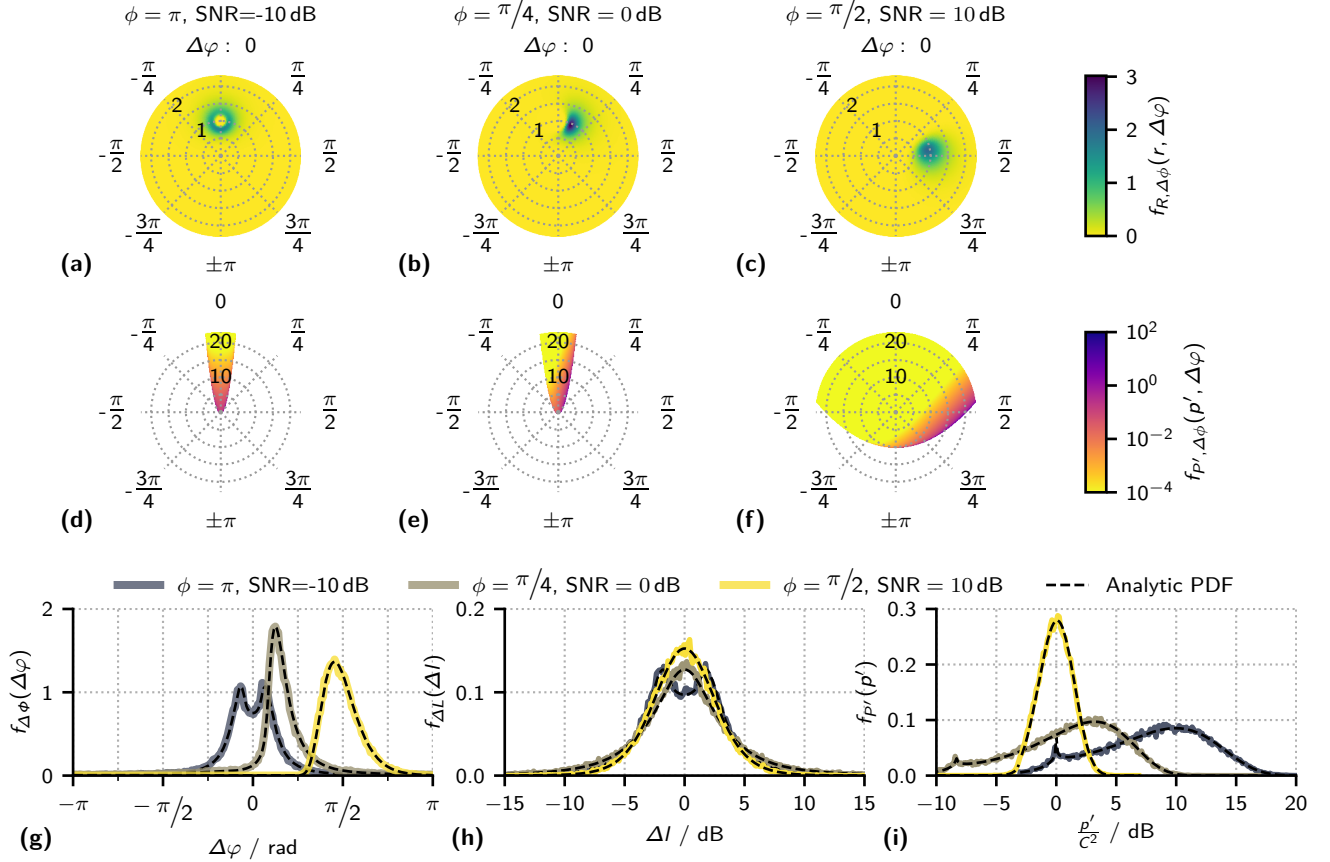 ϕ = π, SNR=-10 dB
ϕ = π/4, SNR = 0 dB
ϕ = π/2, SNR = 10 dB
Δφ : 0
Δφ : 0
Δφ : 0
-π/4 π/4 -π/4 π/4 -π/4 π/4
2 2 2
1 1 1
-π/2 π/2 -π/2 π/2 -π/2 π/2
-3π/4 3π/4 -3π/4 3π/4 -3π/4 3π/4
(a) ±π (b) ±π (c) ±π
3
2
1
0
f_{R,Δϕ}(r, Δφ)
0 0 0
-π/4 π/4 -π/4 π/4 -π/4 π/4
20 20 20
10 10 10
-π/2 π/2 -π/2 π/2 -π/2 π/2
-3π/4 3π/4 -3π/4 3π/4 -3π/4 3π/4
(d) ±π (e) ±π (f) ±π
10^2
10^0
10^−2
10^−4
f_{P′,Δϕ}(p′, Δφ)
ϕ = π, SNR=-10 dB
ϕ = π/4, SNR = 0 dB
ϕ = π/2, SNR = 10 dB
Analytic PDF
2
1
0
f_{ΔΦ}(Δφ)
−π −π/2 0 π/2 π
(g) Δφ / rad
0.2
0.1
0.0
f_{ΔL}(Δl)
−15 −10 −5 0 5 10 15
(h) Δl / dB
0.3
0.2
0.1
0.0
f_{P′}(p′)
−10 −5 0 5 10 15 20
(i) p′/C² / dB